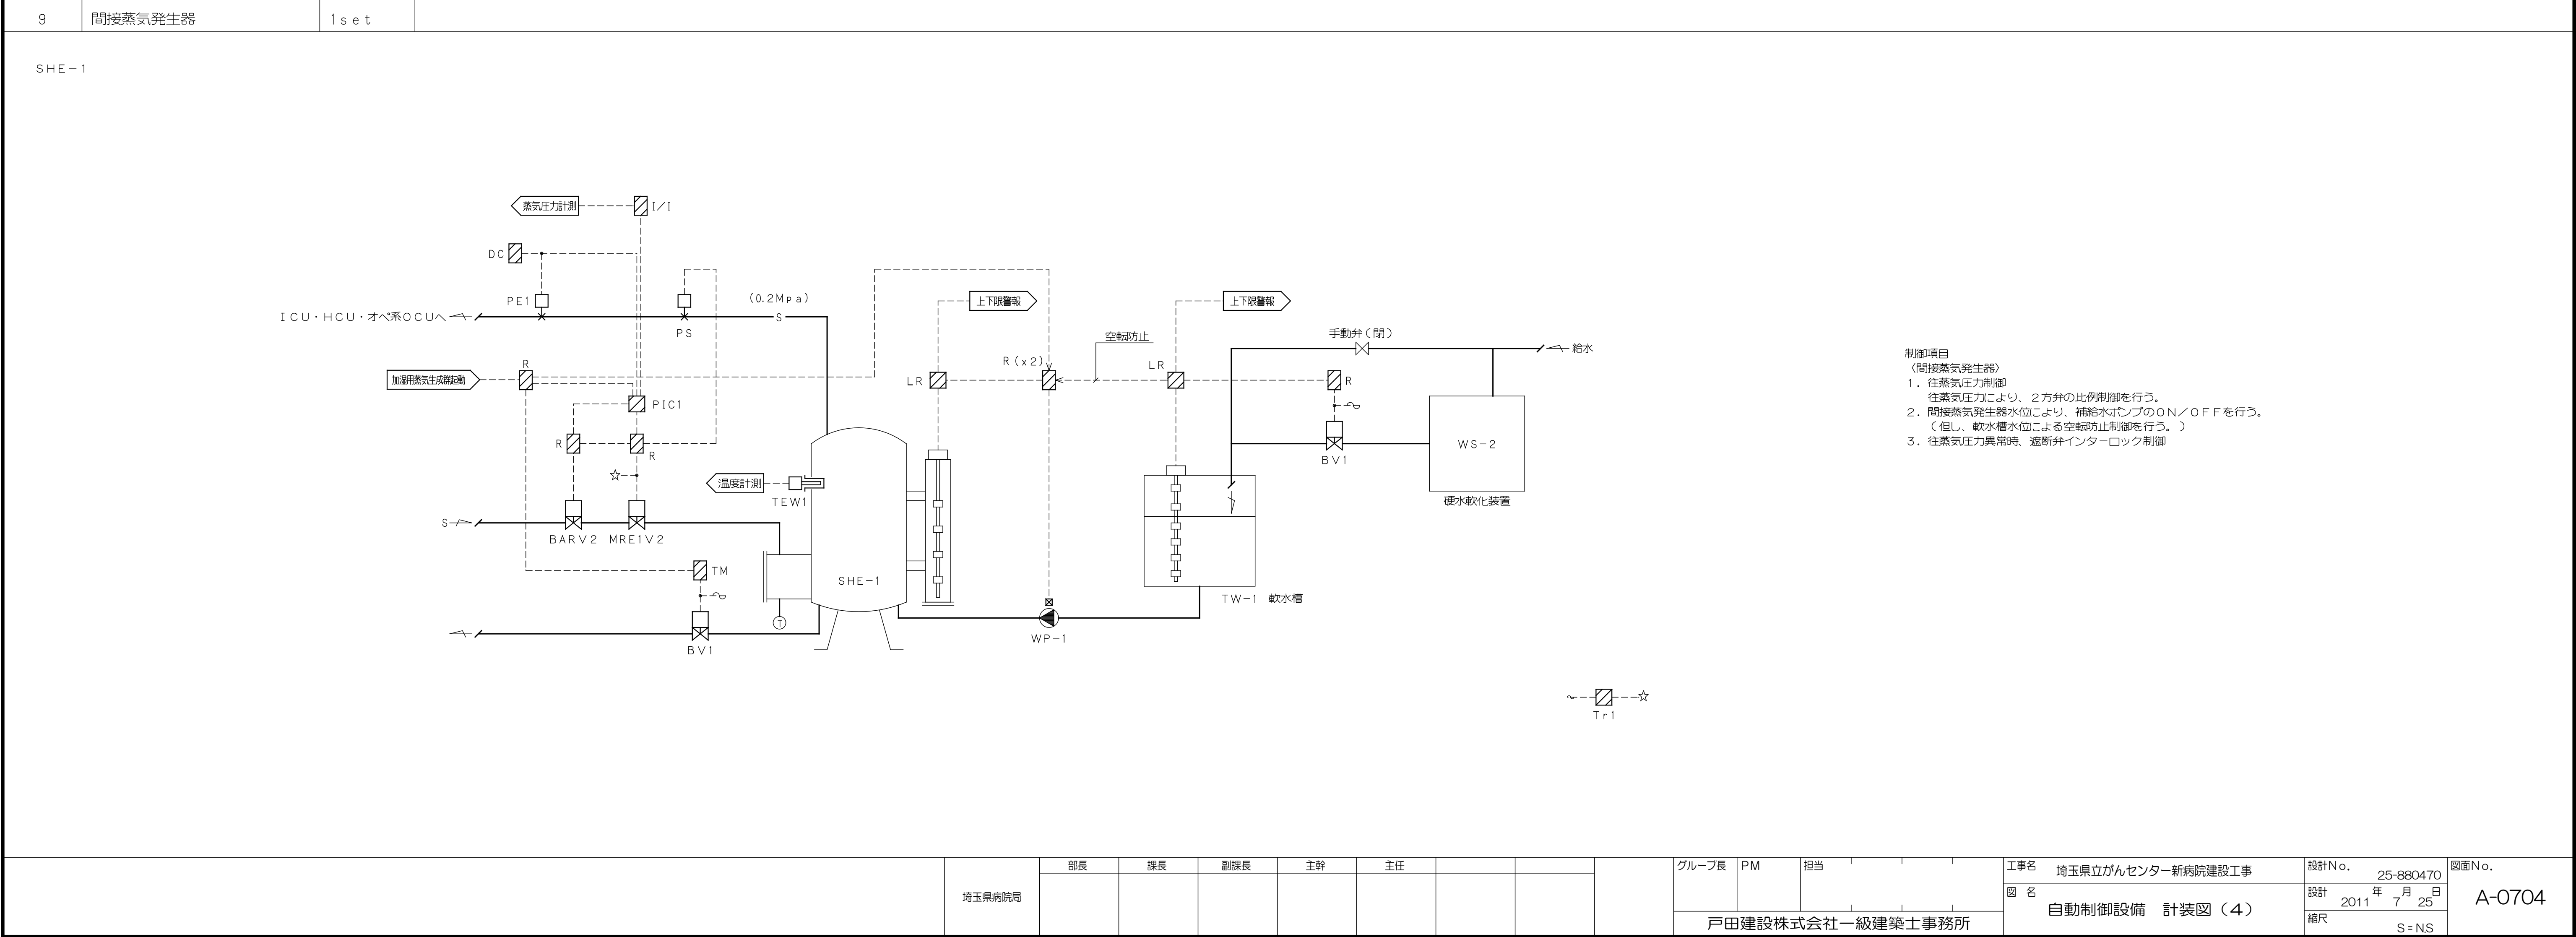 9 間接蒸気発生器 1set
SHE-1
蒸気圧力計測
I/I
DC
PE1
PS
(0.2Mpa)
S
ICU・HCU・オペ系OCUへ
R
加湿用蒸気生成群起動
PIC1
R
R
温度計測
TEW1
S
BARV2 MRE1V2
TM
BV1
T
SHE-1
上下限警報
LR
R(x2)
空転防止
LR
上下限警報
WP-1
手動弁(閉)
給水
R
BV1
WS-2
硬水軟化装置
TW-1 軟水槽
Tr1
制御項目
〈間接蒸気発生器〉
1. 往蒸気圧力制御
往蒸気圧力により、2方弁の比例制御を行う。
2. 間接蒸気発生器水位により、補給水ポンプのON/OFFを行う。
(但し、軟水槽水位による空転防止制御を行う。)
3. 往蒸気圧力異常時、遮断弁インターロック制御
埼玉県病院局
部長 課長 副課長 主幹 主任
グループ長 PM 担当
戸田建設株式会社一級建築士事務所
工事名 埼玉県立がんセンター新病院建設工事
図 名 自動制御設備 計装図(4)
設計No. 25-880470
設計 2011年 7月 25日
縮尺 S=N.S
図面No.
A-0704